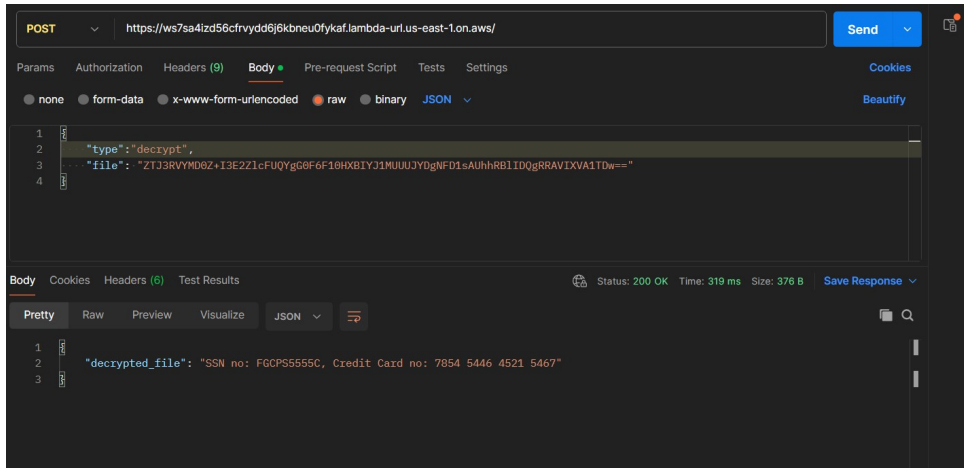 POST https://ws7sa4izd56cfrvydd6j6kbneu0fykaf.lambda-url.us-east-1.on.aws/ Send
Params Authorization Headers (9) Body Pre-request Script Tests Settings Cookies
none form-data x-www-form-urlencoded raw binary JSON Beautify
1 {
2 "type":"decrypt",
3 "file": "ZTJ3RVYMD0Z+I3E2ZlcFUQYgG0F6F10HXBIYJ1MUUUJYDgNFD1sAUhhRBlIDQgRRAVIXVA1TDw=="
4 }
Body Cookies Headers (6) Test Results Status: 200 OK Time: 319 ms Size: 376 B Save Response
Pretty Raw Preview Visualize JSON
1 {
2 "decrypted_file": "SSN no: FGCPS5555C, Credit Card no: 7854 5446 4521 5467"
3 }